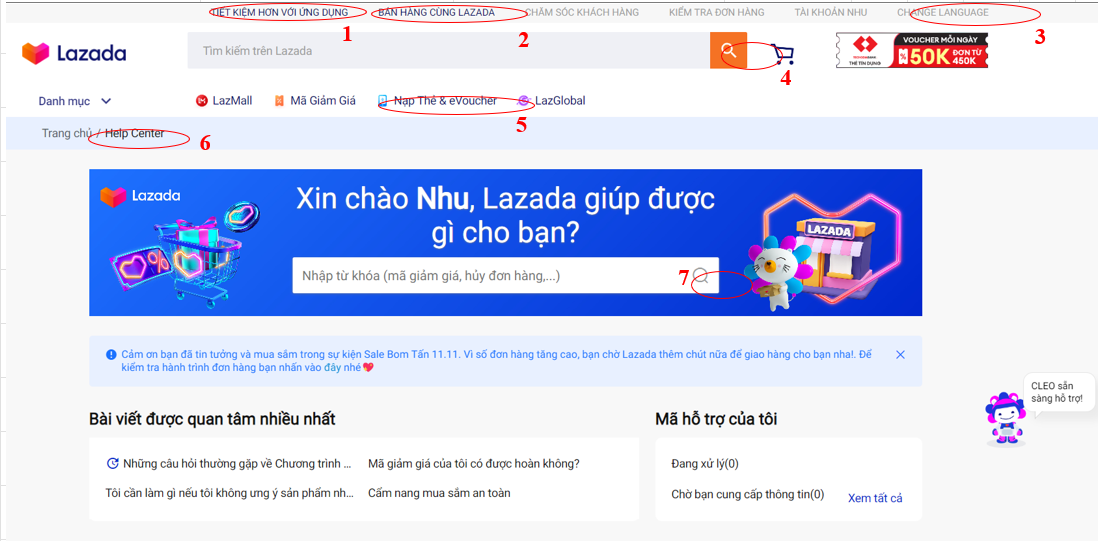 TIẾT KIỆM HƠN VỚI ỨNG DỤNG BÁN HÀNG CÙNG LAZADA CHĂM SÓC KHÁCH HÀNG KIỂM TRA ĐƠN HÀNG TÀI KHOẢN NHU CHANGE LANGUAGE
1 2 3
Lazada Tìm kiếm trên Lazada TECHCOMBANK THẺ TÍN DỤNG VOUCHER MỖI NGÀY 50K ĐƠN TỪ 450K
4
Danh mục LazMall Mã Giảm Giá Nạp Thẻ & eVoucher LazGlobal
5
Trang chủ / Help Center 6
Lazada
Xin chào Nhu, Lazada giúp được
gì cho bạn?
LAZADA
Nhập từ khóa (mã giảm giá, hủy đơn hàng,...) 7
%
Cảm ơn bạn đã tin tưởng và mua sắm trong sự kiện Sale Bom Tấn 11.11. Vì số đơn hàng tăng cao, bạn chờ Lazada thêm chút nữa để giao hàng cho bạn nha!. Để
kiểm tra hành trình đơn hàng bạn nhấn vào đây nhé💖
CLEO sẵn
sàng hỗ trợ!
Bài viết được quan tâm nhiều nhất Mã hỗ trợ của tôi
Những câu hỏi thường gặp về Chương trình ... Mã giảm giá của tôi có được hoàn không? Đang xử lý(0)
Tôi cần làm gì nếu tôi không ưng ý sản phẩm nh... Cẩm nang mua sắm an toàn Chờ bạn cung cấp thông tin(0) Xem tất cả